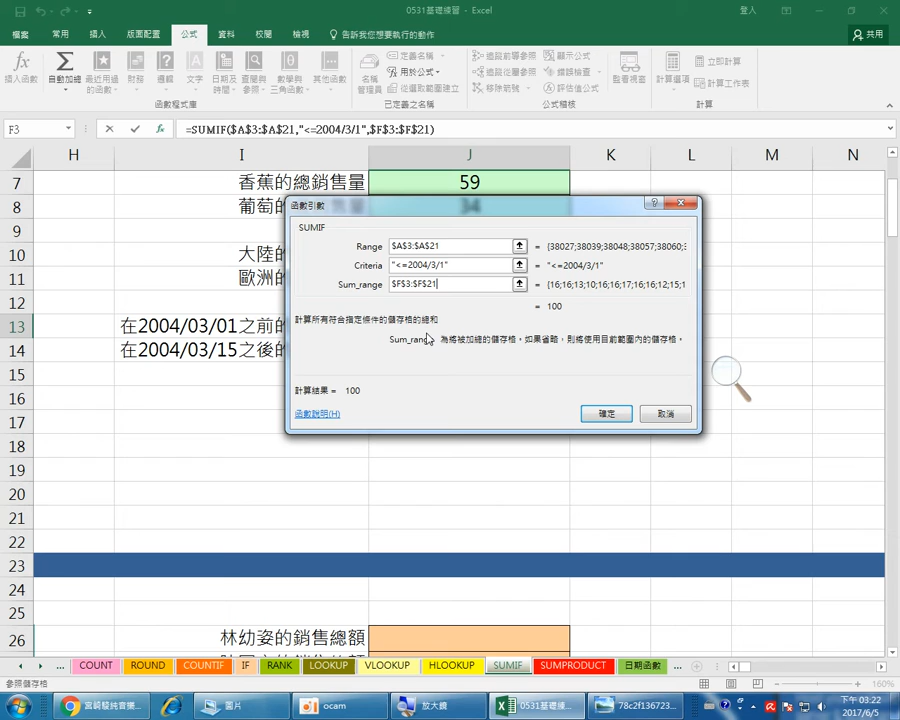 0531基礎練習 - Excel
登入
檔案 常用 插入 版面配置 公式 資料 校閱 檢視 告訴我您想要執行的動作 共用
插入函數 自動加總 最近用過的函數 財務 邏輯 文字 日期及時間 查閱與參照 數學與三角函數 其他函數
名稱管理員 定義名稱 用於公式 從選取範圍建立
追蹤前導參照 追蹤從屬參照 移除箭號 顯示公式 錯誤檢查 評估值公式 監看視窗
計算選項 立即計算 計算工作表
函數程式庫 已定義之名稱 公式稽核 計算
F3 =SUMIF($A$3:$A$21,"<=2004/3/1",$F$3:$F$21)
H I J K L M N
7 香蕉的總銷售量 59
8 葡萄的 售量 34
9
10 大陸的
11 歐洲的
12
13 在2004/03/01之前的
14 在2004/03/15之後的
15
16
17
18
19
20
21
22
23
24
25
26 林幼姿的銷售總額
函數引數
SUMIF
Range $A$3:$A$21 = {38027;38039;38048;38057;38060;3
Criteria "<=2004/3/1" = "<=2004/3/1"
Sum_range $F$3:$F$21 = {16;16;13;10;16;16;17;16;16;12;15;1
= 100
計算所有符合指定條件的儲存格的總和
Sum_range 為將被加總的儲存格。如果省略，則將使用目前範圍內的儲存格。
計算結果 = 100
函數說明(H)
確定 取消
... COUNT ROUND COUNTIF IF RANK LOOKUP VLOOKUP HLOOKUP SUMIF SUMPRODUCT 日期函數 ...
參照儲存格 160%
宮崎駿純音樂... 圖片 ocam 放大鏡 0531基礎練... 78c2f136723...
下午 03:22
2017/6/5